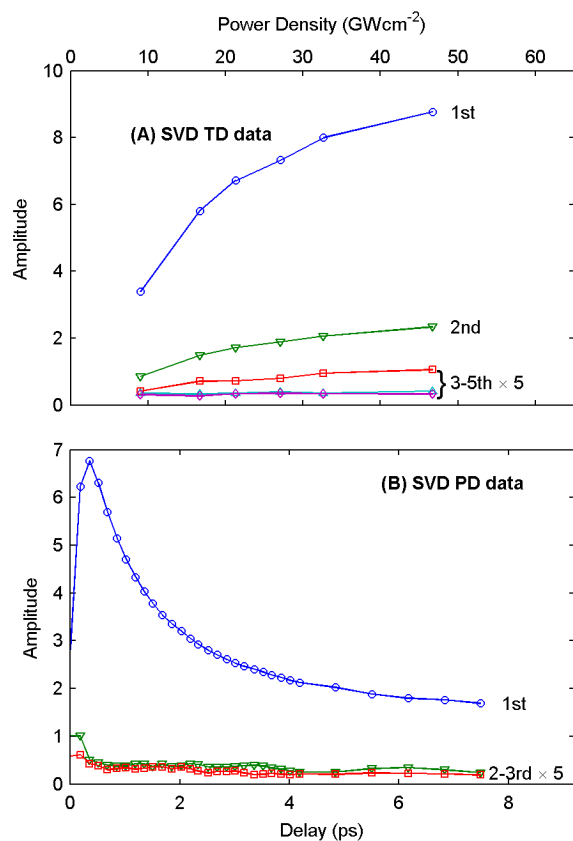 Power Density (GWcm-2)
0 10 20 30 40 50 60
10
8
6
4
2
0
Amplitude
(A) SVD TD data
1st
2nd
3-5th × 5
7
6
5
4
3
2
1
0
Amplitude
(B) SVD PD data
1st
2-3rd × 5
0 2 4 6 8
Delay (ps)